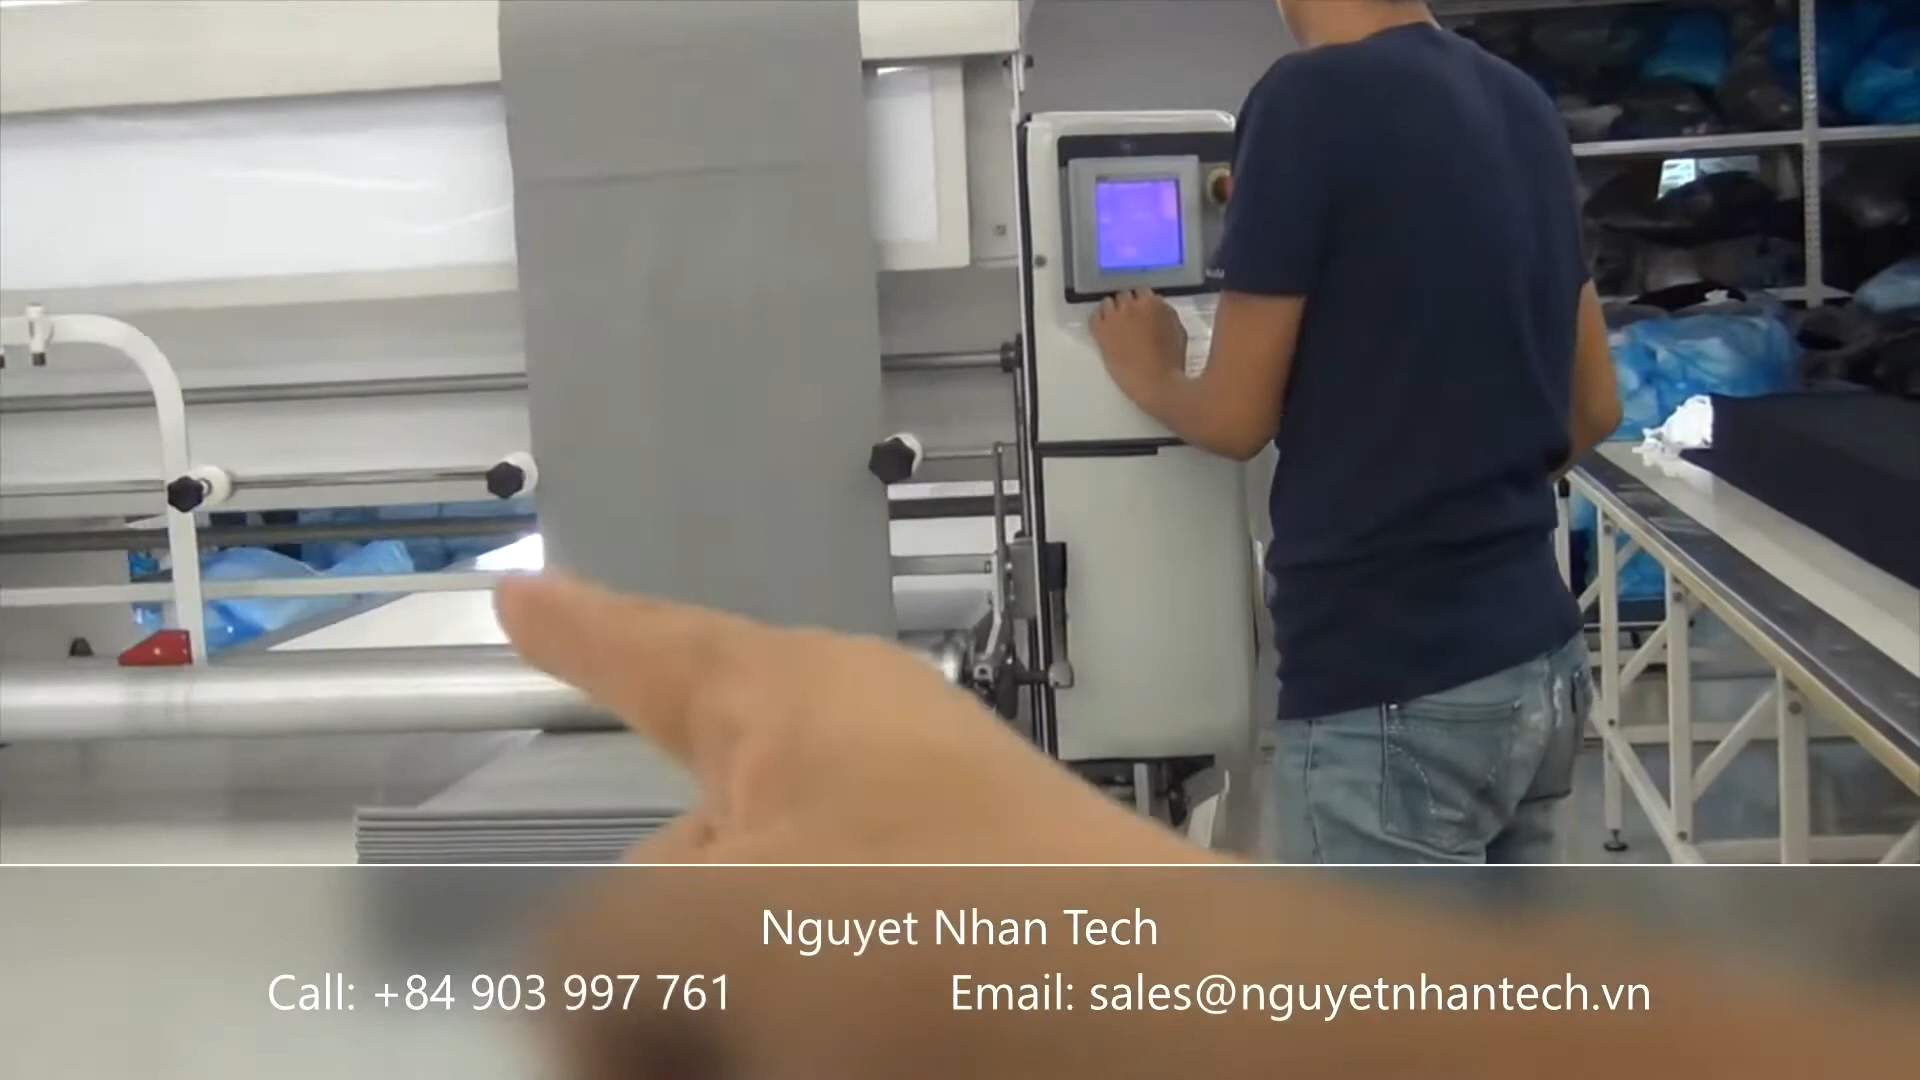 Nguyet Nhan Tech
Call: +84 903 997 761
Email: sales@nguyetnhantech.vn